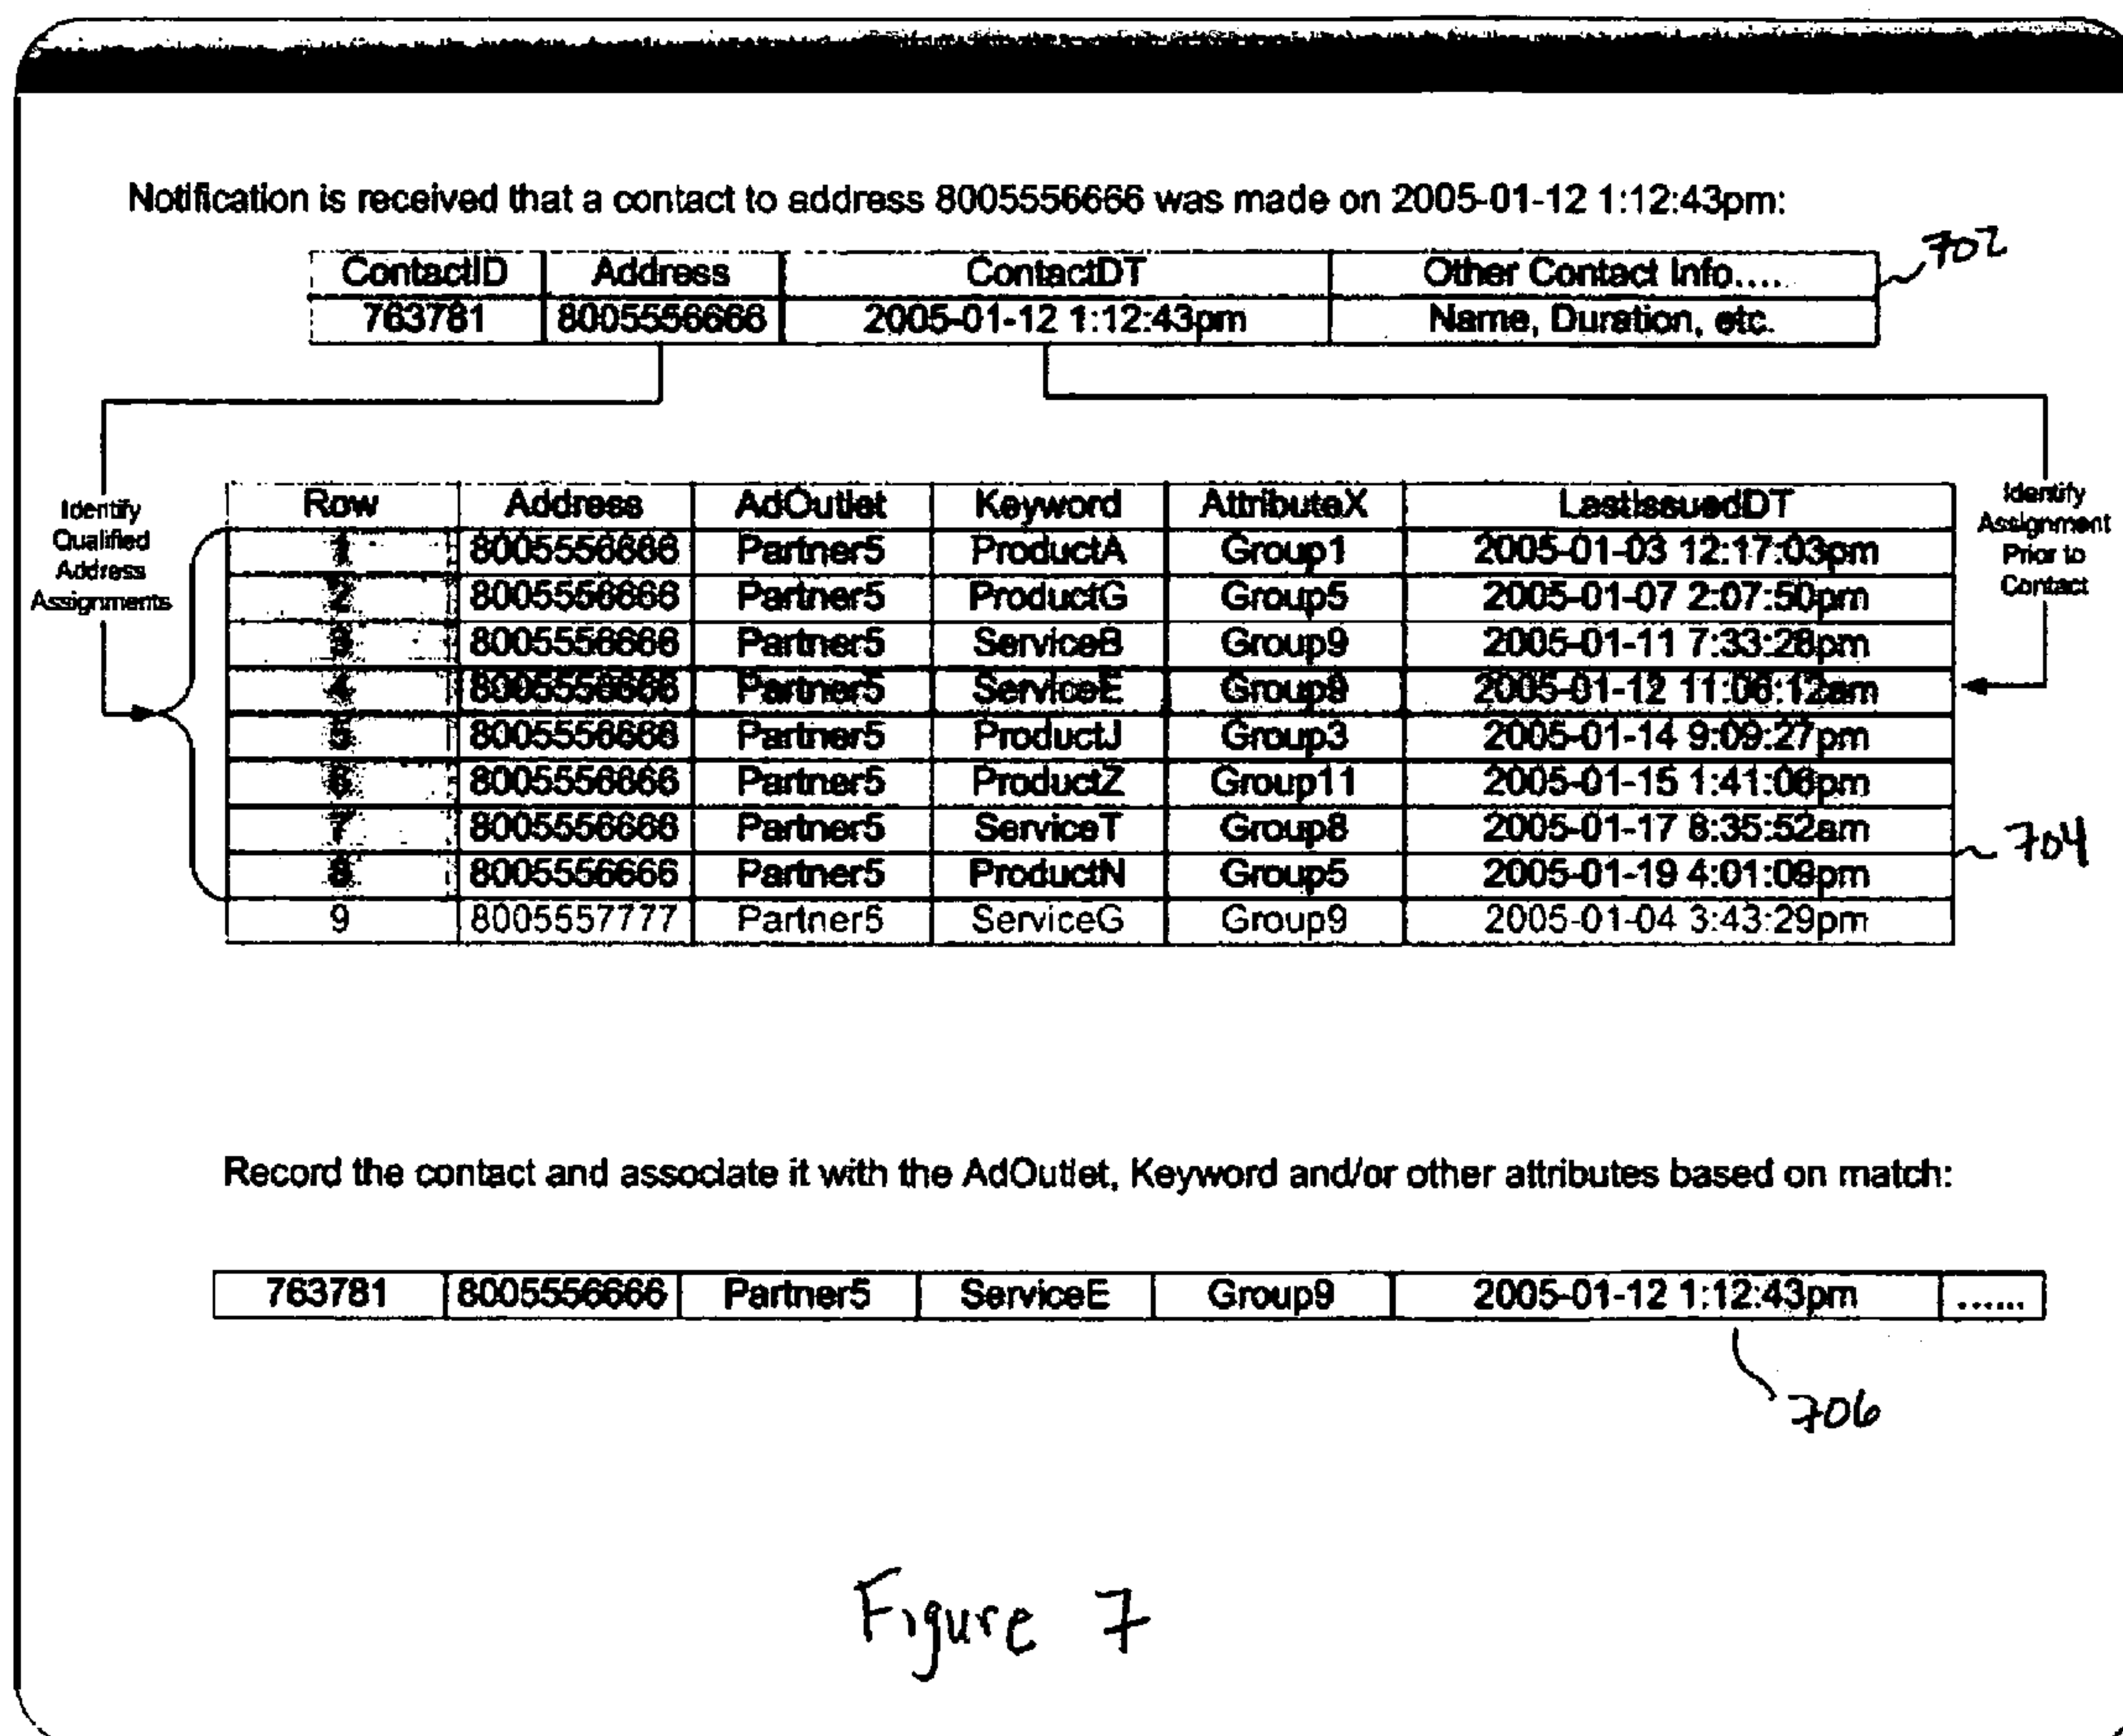 Notification is received that a contact to address 8005556666 was made on 2005-01-12 1:12:43pm:
702
ContactID Address ContactDT Other Contact Info....
763781 8005556666 2005-01-12 1:12:43pm Name, Duration, etc.
Identify
Qualified
Address
Assignments
Identify
Assignment
Prior to
Contact
Row Address AdOutlet Keyword AttributeX LastIssuedDT
1 8005556666 Partner5 ProductA Group1 2005-01-03 12:17:03pm
2 8005556666 Partner5 ProductG Group5 2005-01-07 2:07:50pm
3 8005556666 Partner5 ServiceB Group9 2005-01-11 7:33:28pm
4 8005556666 Partner5 ServiceE Group9 2005-01-12 11:06:12am
5 8005556666 Partner5 ProductJ Group3 2005-01-14 9:09:27pm
6 8005556666 Partner5 ProductZ Group11 2005-01-15 1:41:06pm
7 8005556666 Partner5 ServiceT Group8 2005-01-17 8:35:52am
8 8005556666 Partner5 ProductN Group5 2005-01-19 4:01:09pm
9 8005557777 Partner5 ServiceG Group9 2005-01-04 3:43:29pm
704
Record the contact and associate it with the AdOutlet, Keyword and/or other attributes based on match:
763781 8005556666 Partner5 ServiceE Group9 2005-01-12 1:12:43pm ......
706
Figure 7